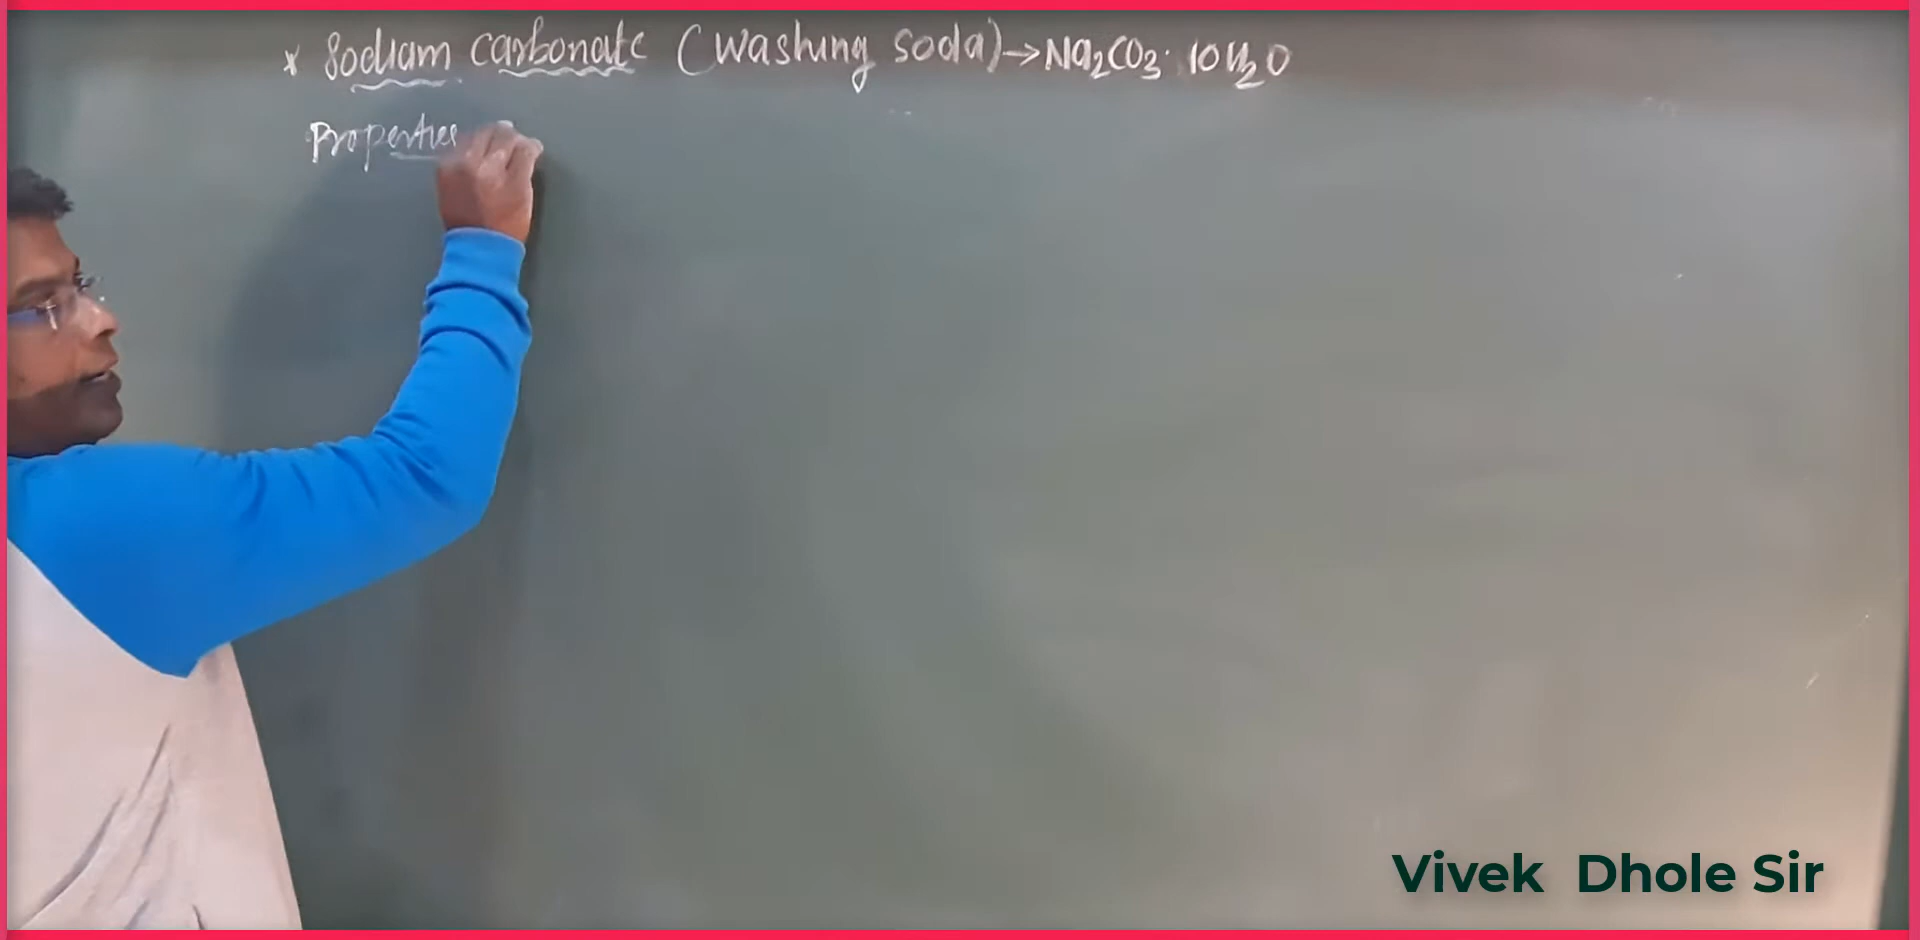 * Sodium carbonate (washing soda) → Na₂CO₃· 10H₂O
Properties
Vivek Dhole Sir